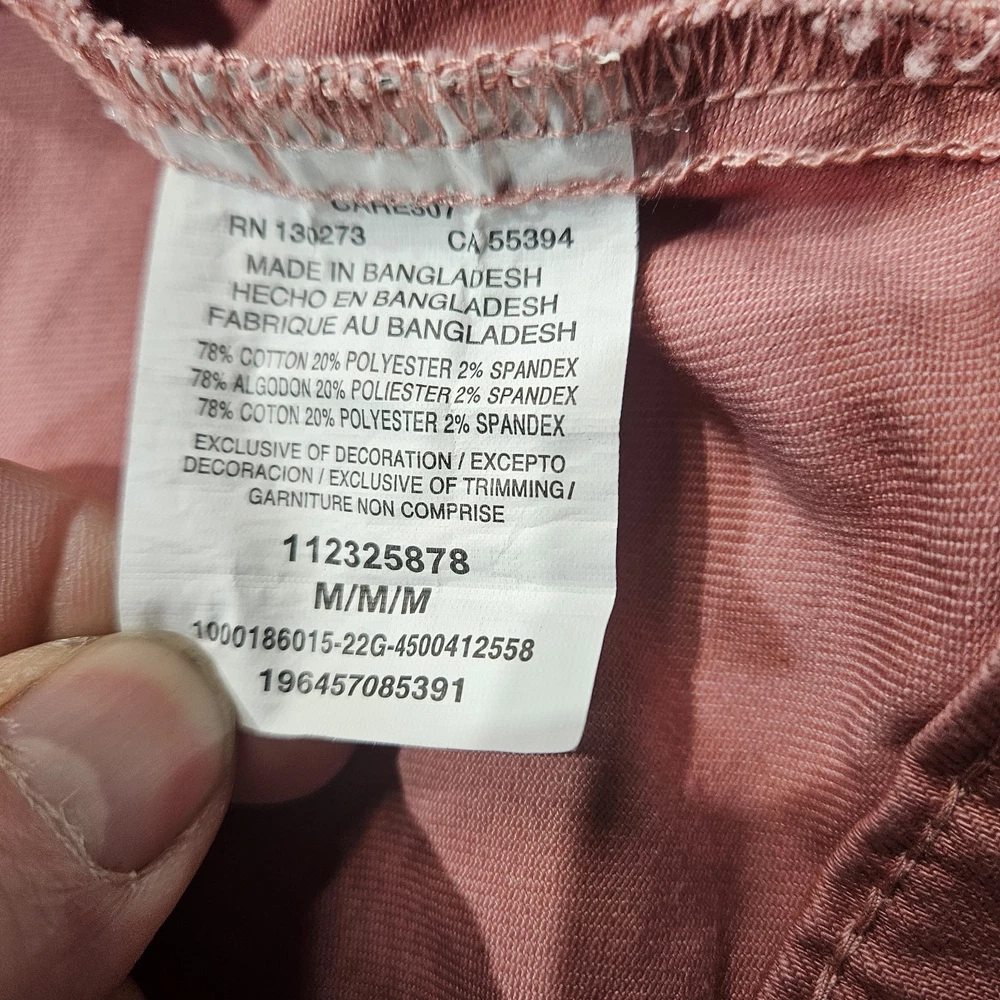 CARE307
RN 130273 CA 55394
MADE IN BANGLADESH
HECHO EN BANGLADESH
FABRIQUE AU BANGLADESH
78% COTTON 20% POLYESTER 2% SPANDEX
78% ALGODON 20% POLIESTER 2% SPANDEX
78% COTON 20% POLYESTER 2% SPANDEX
EXCLUSIVE OF DECORATION / EXCEPTO
DECORACION / EXCLUSIVE OF TRIMMING /
GARNITURE NON COMPRISE
112325878
M/M/M
1000186015-22G-4500412558
196457085391